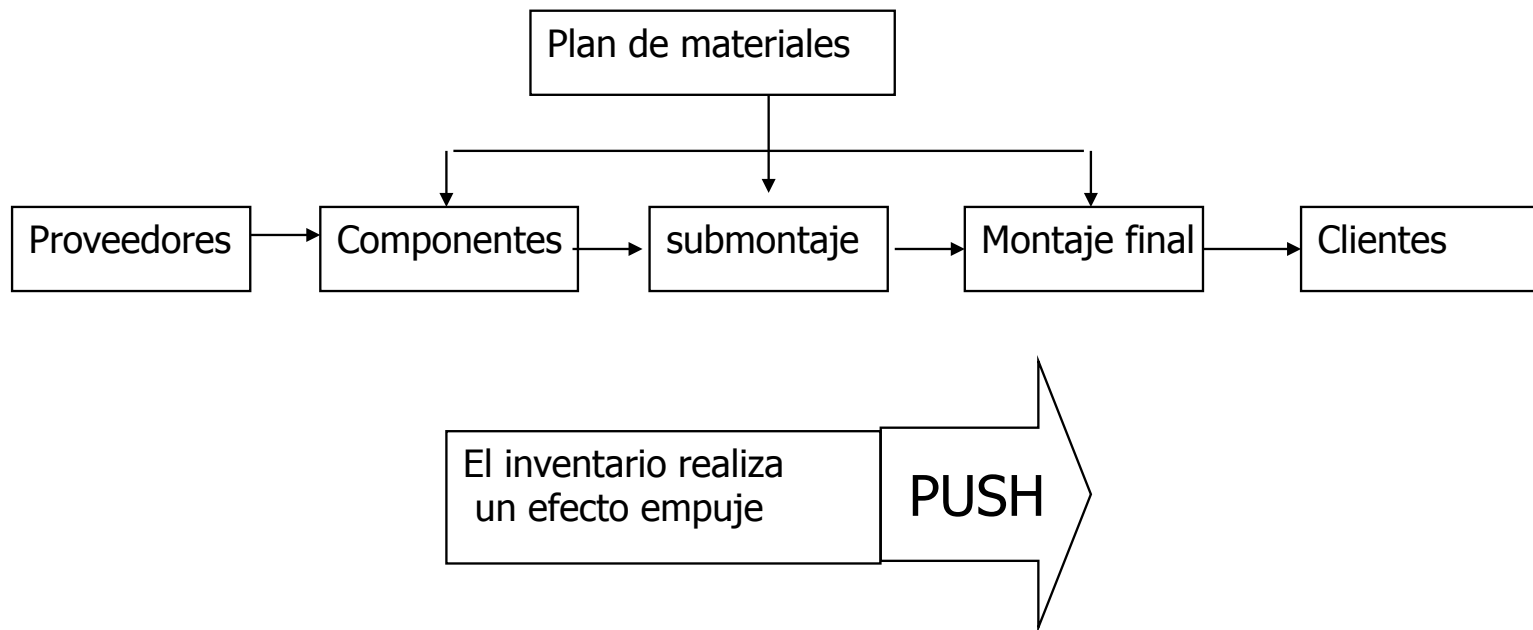 Plan de materiales
Proveedores
Componentes
submontaje
Montaje final
Clientes
El inventario realiza
un efecto empuje
PUSH